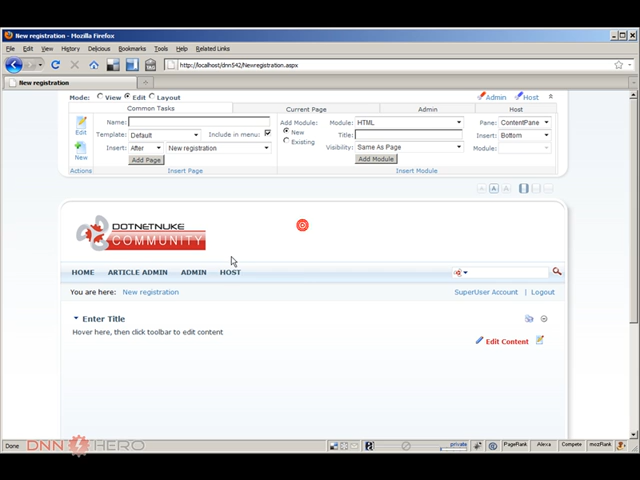 New registration - Mozilla Firefox
File Edit View History Delicious Bookmarks Tools Help Related Links
http://localhost/dnn542/Newregistration.aspx
New registration
Mode: View Edit Layout Admin Host
Common Tasks Current Page Admin Host
Name: Add Module: New Existing Module: HTML Pane: ContentPane
Edit
Template: Default Include in menu: Title: Insert: Bottom
Insert: After New registration Visibility: Same As Page Module:
New
Add Page Add Module
Actions Insert Page Insert Module
A
DOTNETNUKE
COMMUNITY
HOME ARTICLE ADMIN ADMIN HOST
You are here: New registration SuperUser Account | Logout
Enter Title
Hover here, then click toolbar to edit content
Edit Content
Done private PageRank Alexa Compete mozRank
DNN HERO